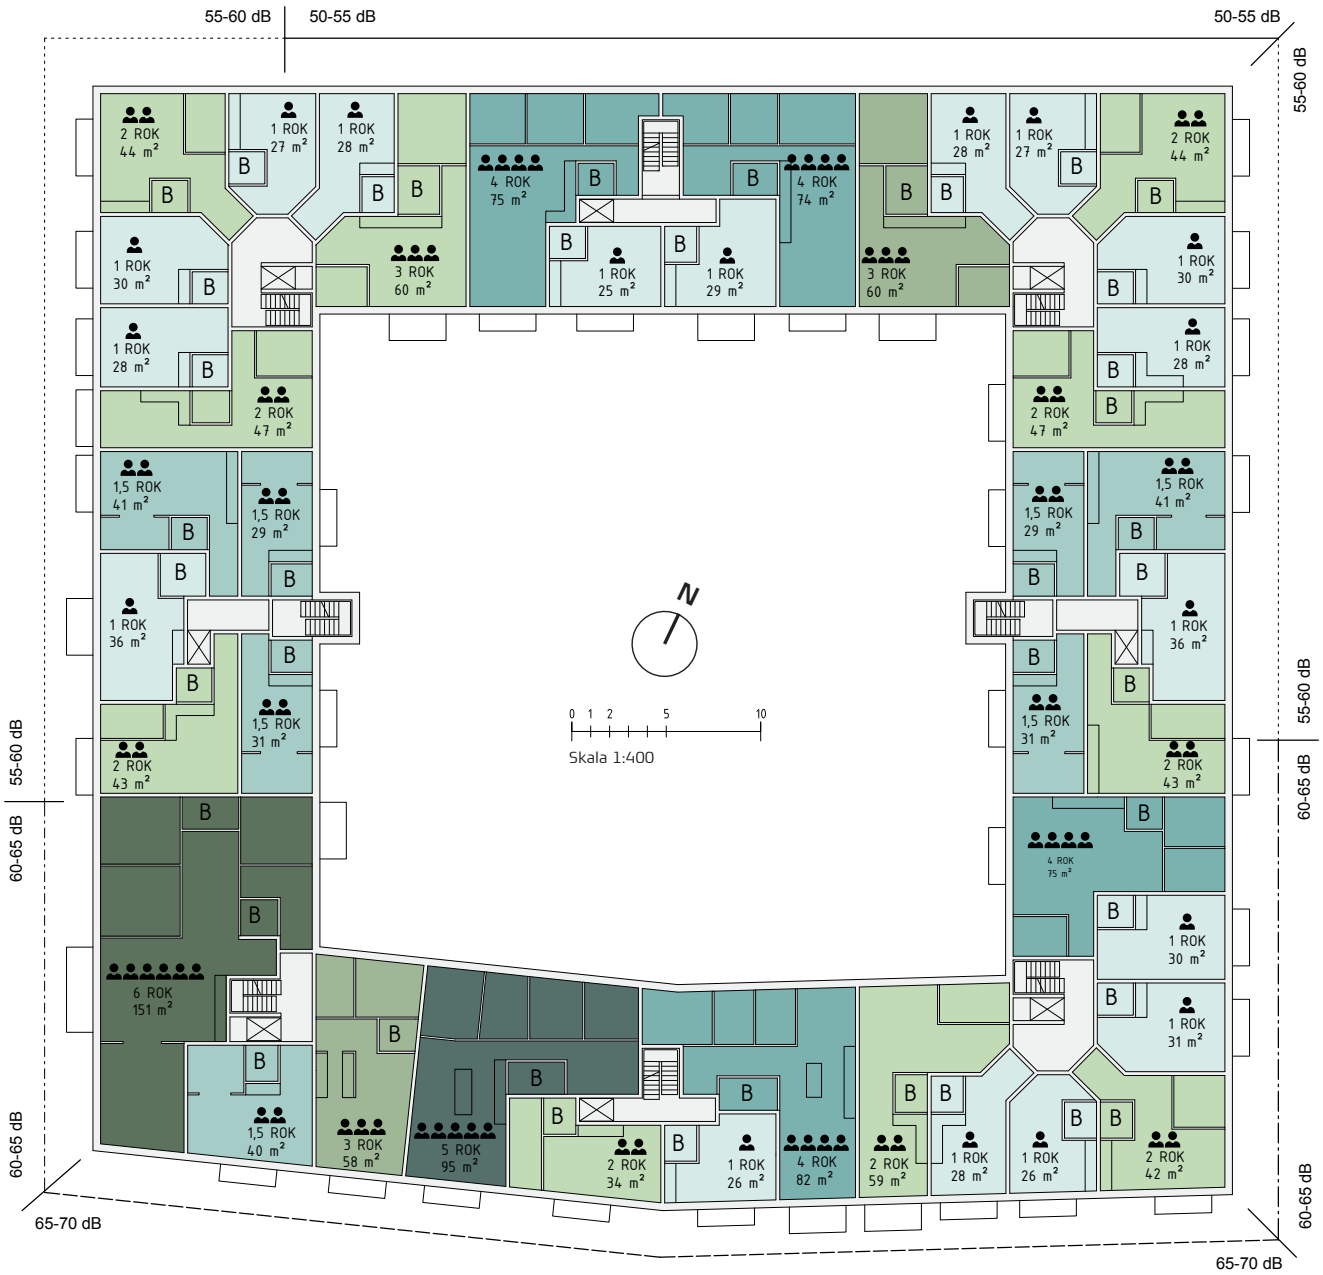 55-60 dB
50-55 dB
50-55 dB
55-60 dB
2 ROK
44 m²
B
1 ROK
27 m²
B
1 ROK
28 m²
B
B
3 ROK
60 m²
4 ROK
75 m²
B
B
4 ROK
74 m²
B
1 ROK
25 m²
B
1 ROK
29 m²
B
3 ROK
60 m²
1 ROK
28 m²
B
1 ROK
27 m²
B
2 ROK
44 m²
B
1 ROK
30 m²
B
1 ROK
30 m²
B
1 ROK
28 m²
B
1 ROK
28 m²
B
2 ROK
47 m²
2 ROK
47 m²
B
1,5 ROK
41 m²
B
1,5 ROK
29 m²
B
1,5 ROK
29 m²
B
1,5 ROK
41 m²
B
B
1 ROK
36 m²
B
1 ROK
36 m²
N
B
1,5 ROK
31 m²
B
2 ROK
43 m²
B
1,5 ROK
31 m²
B
2 ROK
43 m²
0 1 2 5 10
Skala 1:400
55-60 dB
60-65 dB
55-60 dB
60-65 dB
B
B
6 ROK
151 m²
B
4 ROK
75 m²
B
1 ROK
30 m²
B
1 ROK
31 m²
B
1,5 ROK
40 m²
B
3 ROK
58 m²
B
5 ROK
95 m²
B
2 ROK
34 m²
B
B
1 ROK
26 m²
4 ROK
82 m²
B
2 ROK
59 m²
B
1 ROK
28 m²
B
1 ROK
26 m²
B
2 ROK
42 m²
60-65 dB
60-65 dB
65-70 dB
65-70 dB